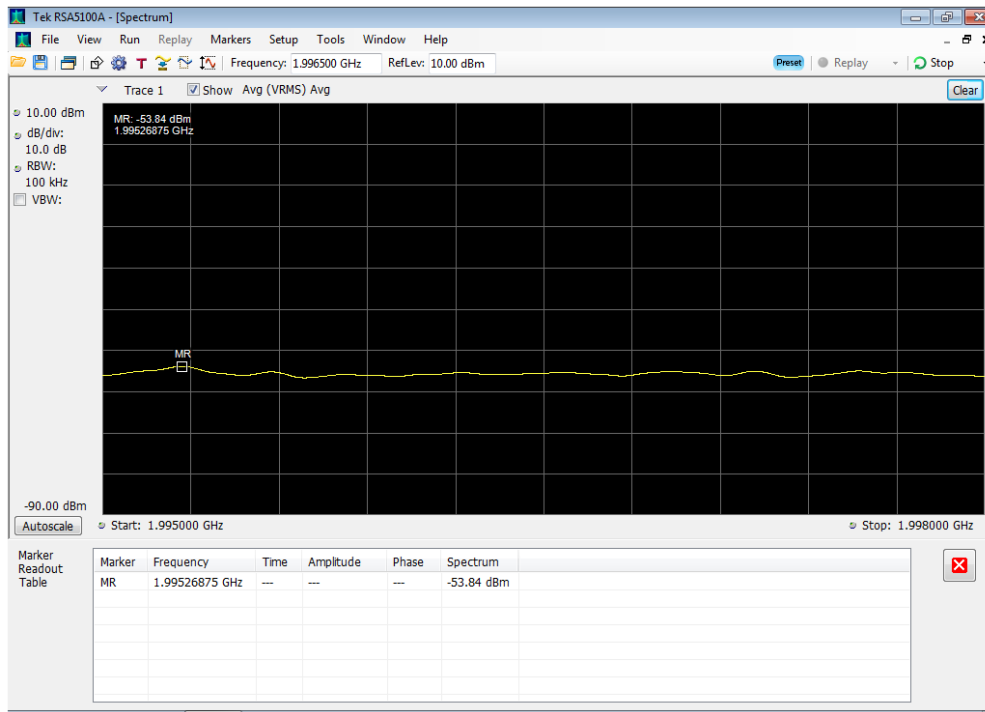 Tek RSA5100A - [Spectrum]
File View Run Replay Markers Setup Tools Window Help
T Frequency: 1.996500 GHz RefLev: 10.00 dBm Preset Replay Stop
Trace 1 Show Avg (VRMS) Avg Clear
10.00 dBm
dB/div:
10.0 dB
RBW:
100 kHz
VBW:
MR: -53.84 dBm
1.99526875 GHz
MR
-90.00 dBm
Autoscale Start: 1.995000 GHz Stop: 1.998000 GHz
Marker
Readout
Table
Marker Frequency Time Amplitude Phase Spectrum
MR 1.99526875 GHz --- --- --- -53.84 dBm